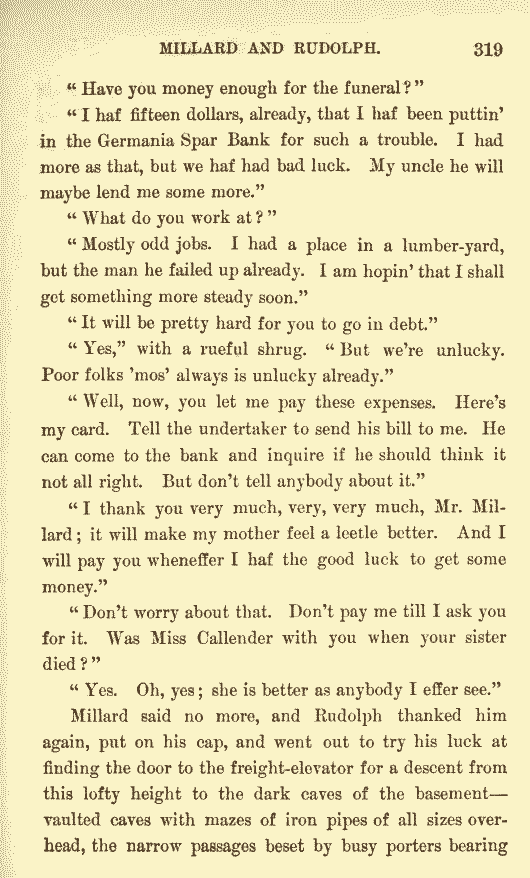 MILLARD AND RUDOLPH. 319
“ Have you money enough for the funeral ? ”
“ I haf fifteen dollars, already, that I haf been puttin’
in the Germania Spar Bank for such a trouble. I had
more as that, but we haf had bad luck. My uncle he will
maybe lend me some more.”
“ What do you work at ? ”
“ Mostly odd jobs. I had a place in a lumber-yard,
but the man he failed up already. I am hopin’ that I shall
get something more steady soon.”
“ It will be pretty hard for you to go in debt.”
“ Yes,” with a rueful shrug. “ But we’re unlucky.
Poor folks ’mos’ always is unlucky already.”
“ Well, now, you let me pay these expenses. Here’s
my card. Tell the undertaker to send his bill to me. He
can come to the bank and inquire if he should think it
not all right. But don’t tell anybody about it.”
“ I thank you very much, very, very much, Mr. Mil-
lard ; it will make my mother feel a leetle better. And I
will pay you wheneffer I haf the good luck to get some
money.”
“ Don’t worry about that. Don’t pay me till I ask you
for it. Was Miss Callender with you when your sister
died ? ”
“ Yes. Oh, yes ; she is better as anybody I effer see.”
Millard said no more, and Rudolph thanked him
again, put on his cap, and went out to try his luck at
finding the door to the freight-elevator for a descent from
this lofty height to the dark caves of the basement—
vaulted caves with mazes of iron pipes of all sizes over-
head, the narrow passages beset by busy porters bearing